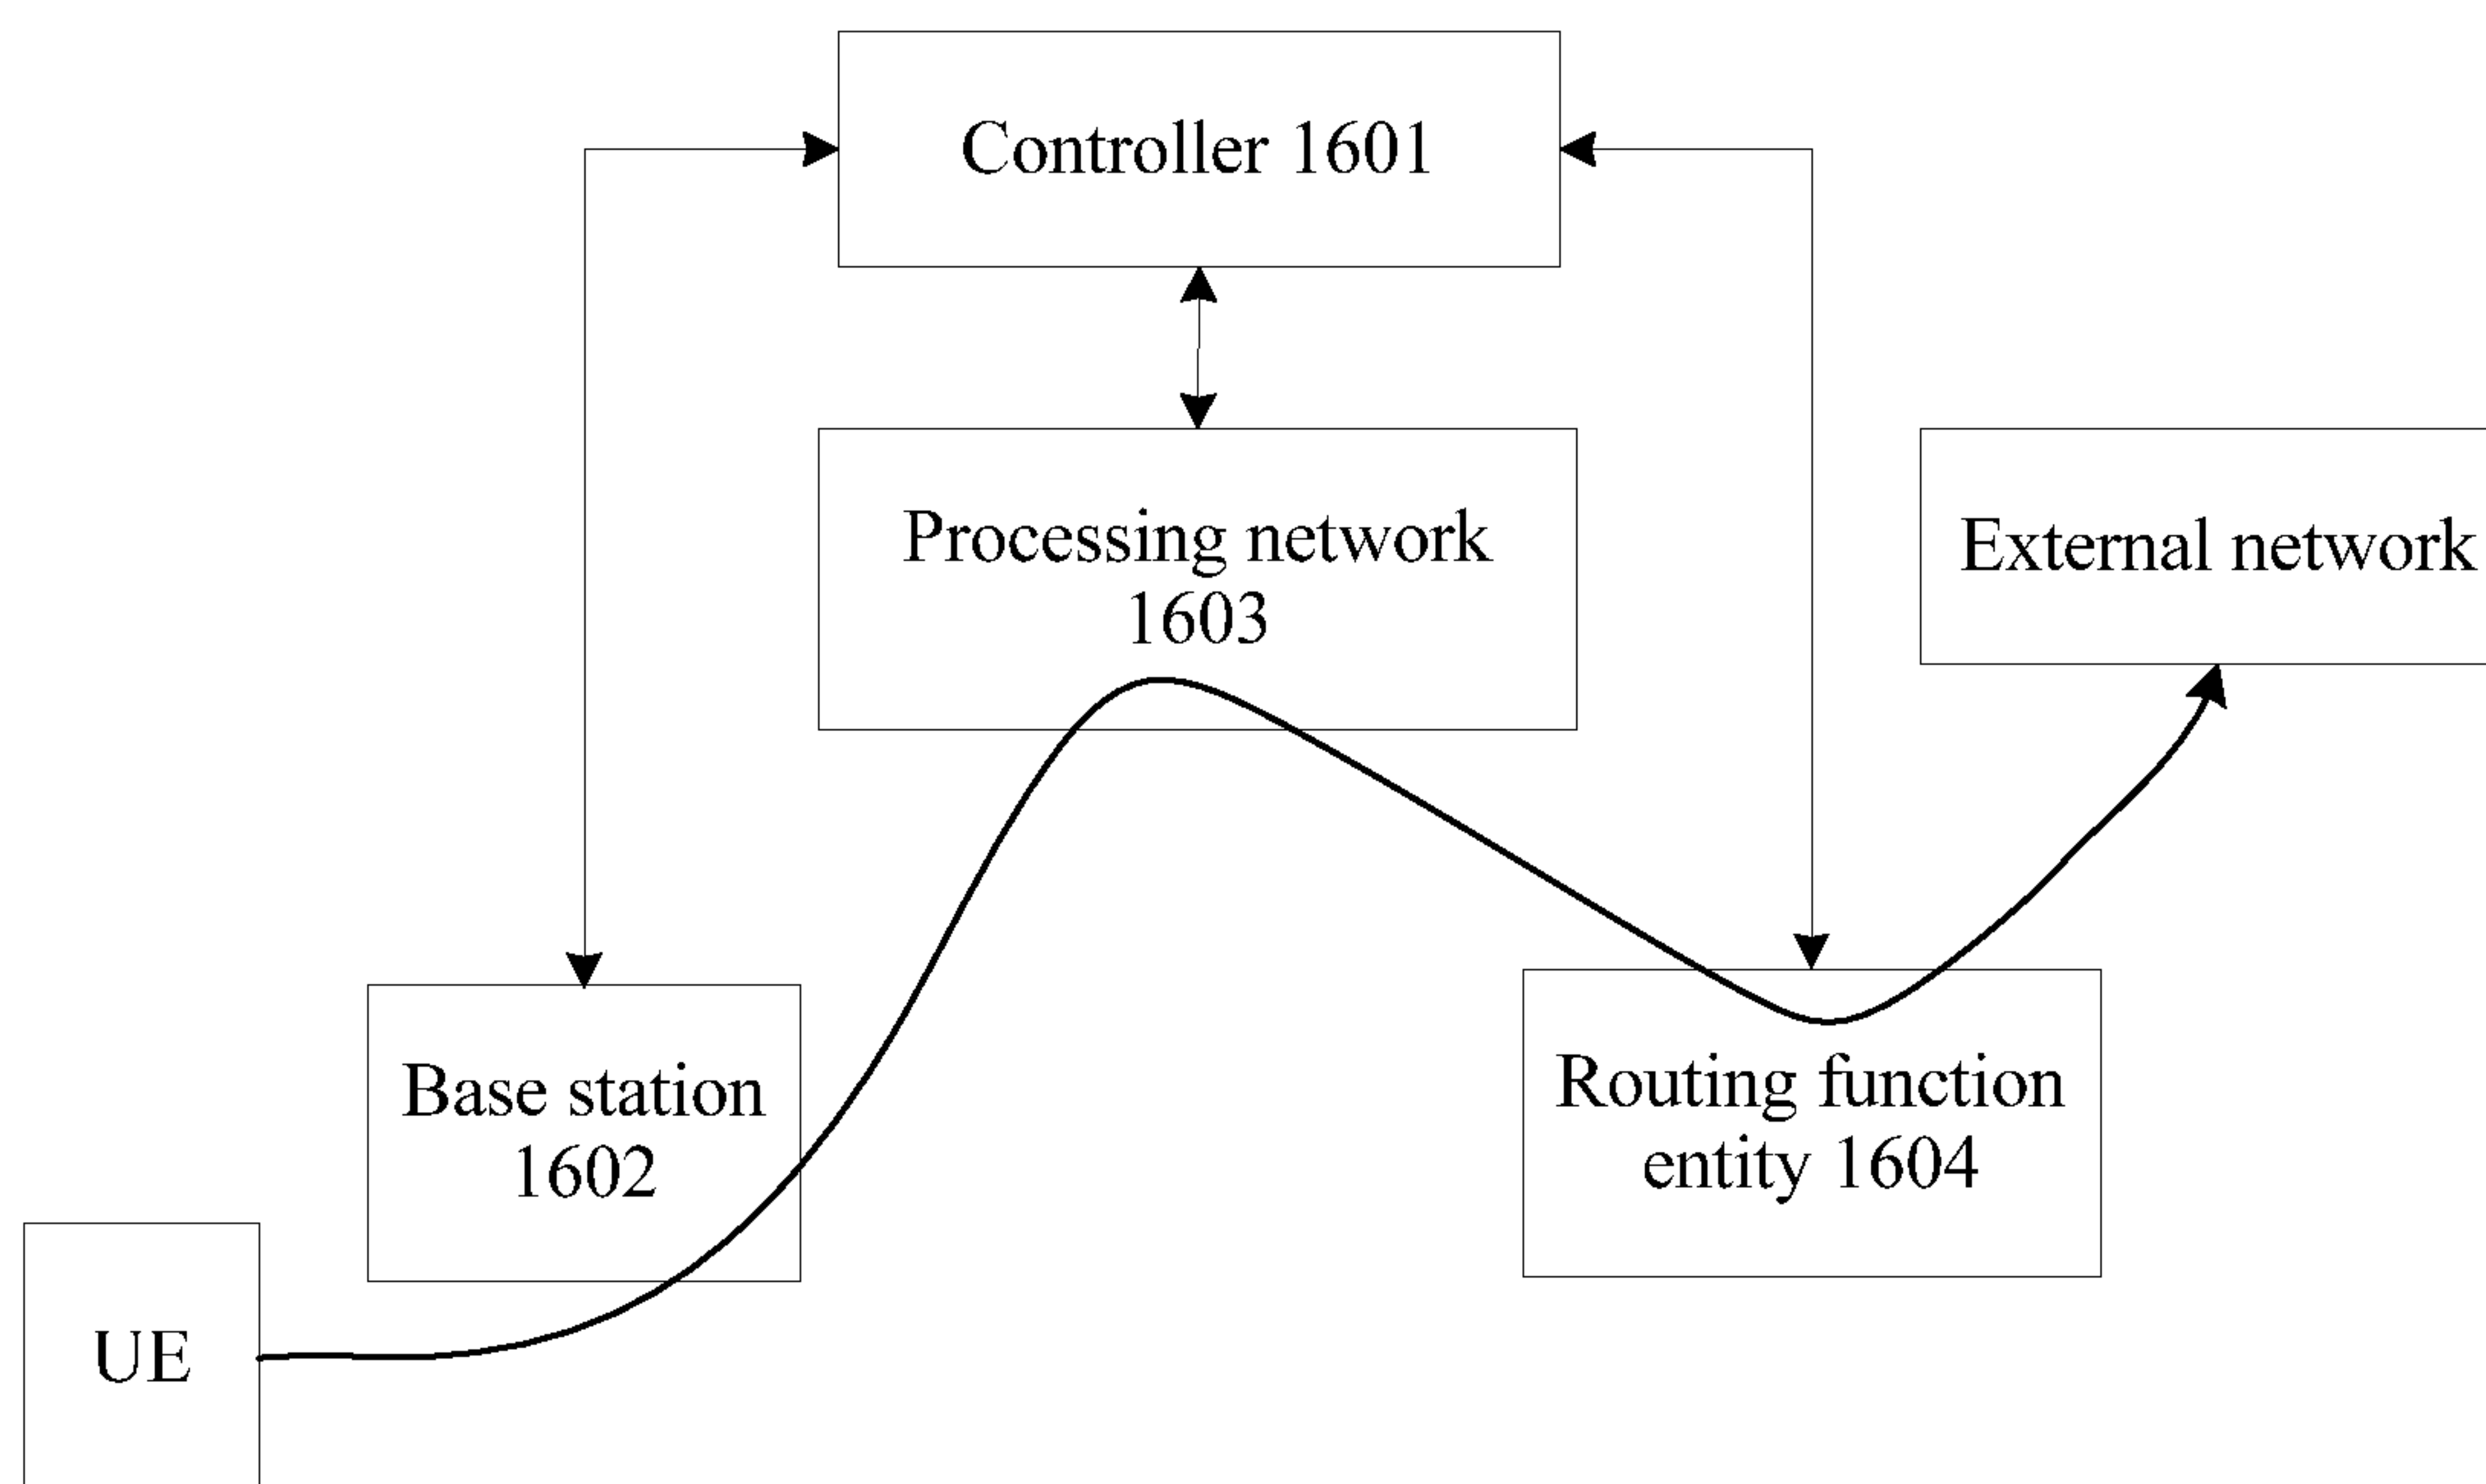 Controller 1601
Processing network
1603
External network
Base station
1602
Routing function
entity 1604
UE